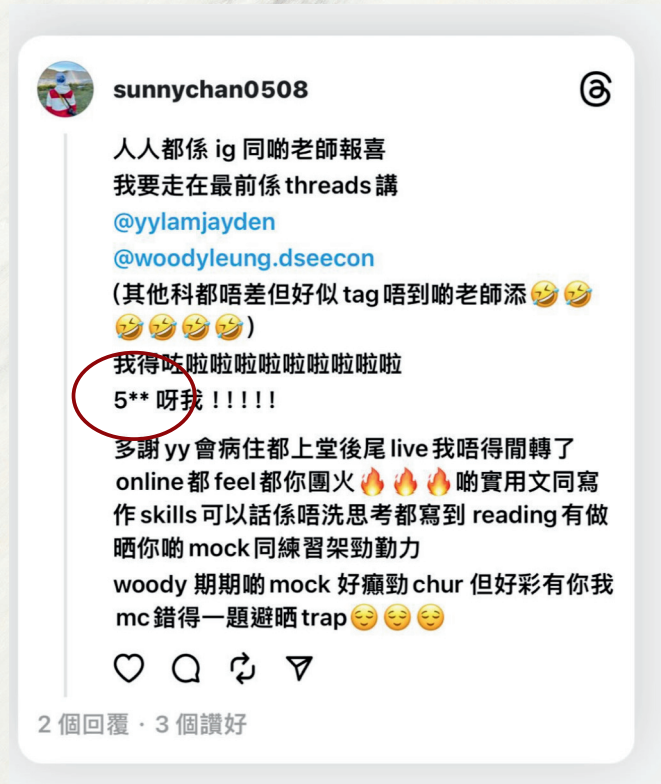 sunnychan0508
人人都係 ig 同啲老師報喜
我要走在最前係 threads 講
@yylamjayden
@woodyleung.dseecon
(其他科都唔差但好似 tag 唔到啲老師添🤣🤣
🤣🤣🤣🤣)
我得咗啦啦啦啦啦啦啦啦啦
5** 呀我 ! ! ! ! !
多謝 yy 會病住都上堂後尾 live 我唔得閒轉了
online 都 feel 都你團火🔥🔥🔥啲實用文同寫
作 skills 可以話係唔洗思考都寫到 reading 有做
晒你啲 mock 同練習架勁勤力
woody 期期啲 mock 好癲勁 chur 但好彩有你我
mc 錯得一題避晒 trap😌😌😌
2 個回覆 · 3 個讚好